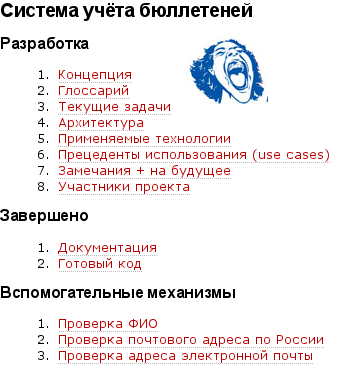 Система учёта бюллетеней
Разработка
1. Концепция
2. Глоссарий
3. Текущие задачи
4. Архитектура
5. Применяемые технологии
6. Прецеденты использования (use cases)
7. Замечания + на будущее
8. Участники проекта
Завершено
1. Документация
2. Готовый код
Вспомогательные механизмы
1. Проверка ФИО
2. Проверка почтового адреса по России
3. Проверка адреса электронной почты